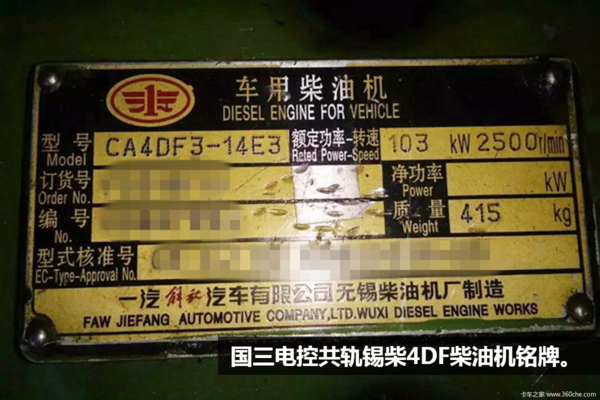 车用柴油机
DIESEL ENGINE FOR VEHICLE
型号 CA4DF3-14E3 额定功率-转速 103 kW 2500r/min
Model Rated Power-Speed
订货号 净功率 kW
Order No. Power
编号 质量 415 kg
No. Weight
型式核准号
EC-Type-Approval No.
一汽解放汽车有限公司无锡柴油机厂制造
FAW JIEFANG AUTOMOTIVE COMPANY,LTD.WUXI DIESEL ENGINE WORKS
国三电控共轨锡柴4DF柴油机铭牌。
卡车之家 www.360che.com